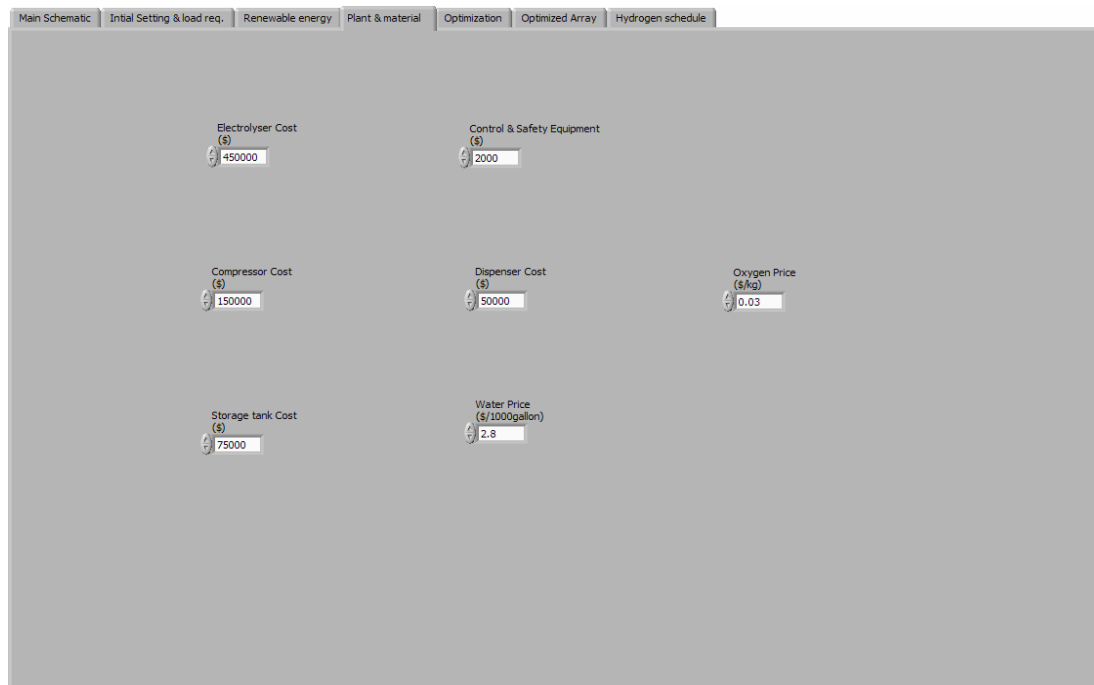 Main Schematic Intial Setting & load req. Renewable energy Plant & material Optimization Optimized Array Hydrogen schedule
Electrolyser Cost
($)
450000
Control & Safety Equipment
($)
2000
Compressor Cost
($)
150000
Dispenser Cost
($)
50000
Oxygen Price
($/kg)
0.03
Storage tank Cost
($)
75000
Water Price
($/1000gallon)
2.8